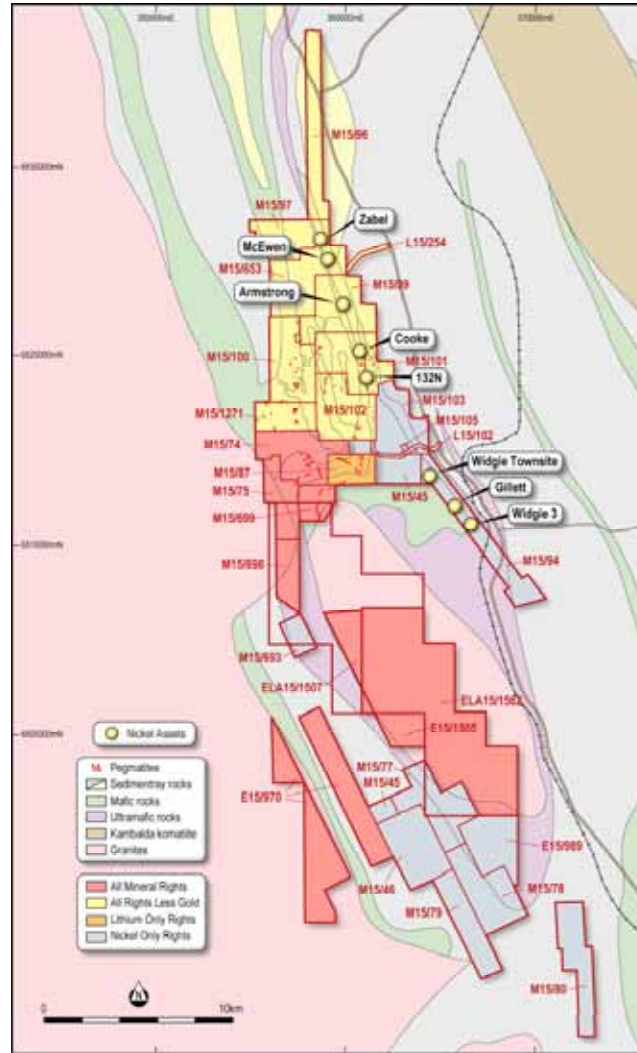 360000mE
370000mE
M15/96
M15/97
Zabel
McEwen
L15/254
M15/653
M15/99
Armstrong
Cooke
M15/100
M15/101
132N
M15/102
M15/103
M15/1271
M15/105
M15/74
L15/102
Widgie Townsite
M15/87
M15/75
M15/45
Gillett
Widgie 3
M15/699
M15/698
M15/94
M15/693
ELA15/1507
E15/1505
Nickel Assets
Pegmatites
Sedimentray rocks
Mafic rocks
Ultramafic rocks
Kambalda komatite
Granites
M15/77
M15/45
E15/970
E15/989
All Mineral Rights
All Rights Less Gold
Lithium Only Rights
Nickel Only Rights
M15/46
M15/78
M15/79
M15/80
N
0
10km